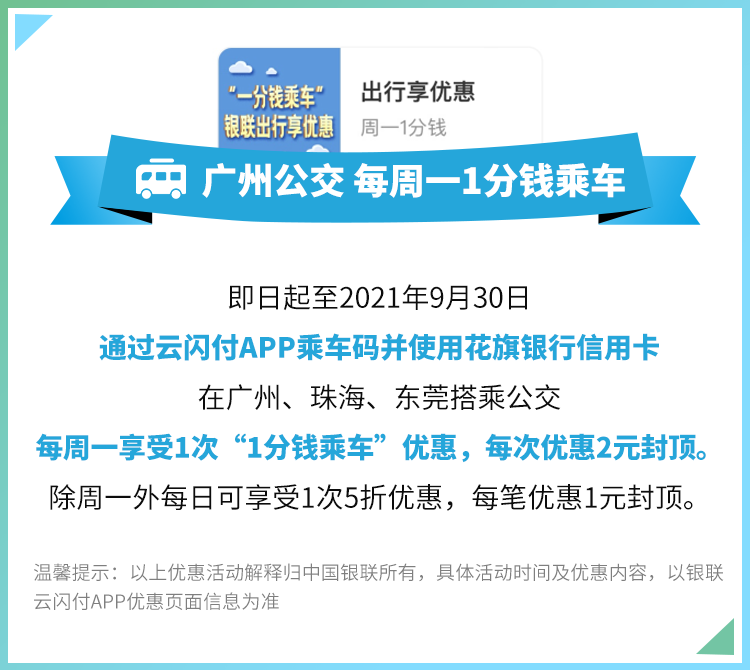 “一分钱乘车”
银联出行享优惠
出行享优惠
周一1分钱
广州公交 每周一1分钱乘车
即日起至2021年9月30日
通过云闪付APP乘车码并使用花旗银行信用卡
在广州、珠海、东莞搭乘公交
每周一享受1次“1分钱乘车”优惠，每次优惠2元封顶。
除周一外每日可享受1次5折优惠，每笔优惠1元封顶。
温馨提示：以上优惠活动解释归中国银联所有，具体活动时间及优惠内容，以银联
云闪付APP优惠页面信息为准